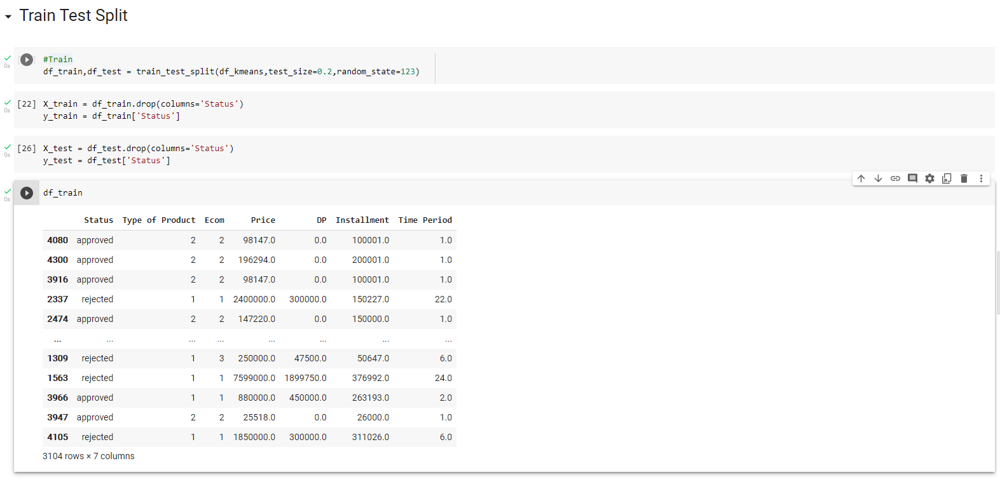 Train Test Split
0s
#Train
df_train,df_test = train_test_split(df_kmeans,test_size=0.2,random_state=123)
0s
[22] X_train = df_train.drop(columns='Status')
y_train = df_train['Status']
0s
[26] X_test = df_test.drop(columns='Status')
y_test = df_test['Status']
0s
df_train
Status Type of Product Ecom Price DP Installment Time Period
4080 approved 2 2 98147.0 0.0 100001.0 1.0
4300 approved 2 2 196294.0 0.0 200001.0 1.0
3916 approved 2 2 98147.0 0.0 100001.0 1.0
2337 rejected 1 1 2400000.0 300000.0 150227.0 22.0
2474 approved 2 2 147220.0 0.0 150000.0 1.0
... ... ... ... ... ... ... ...
1309 rejected 1 3 250000.0 47500.0 50647.0 6.0
1563 rejected 1 1 7599000.0 1899750.0 376992.0 24.0
3966 approved 1 1 880000.0 450000.0 263193.0 2.0
3947 approved 2 2 25518.0 0.0 26000.0 1.0
4105 rejected 1 1 1850000.0 300000.0 311026.0 6.0
3104 rows × 7 columns